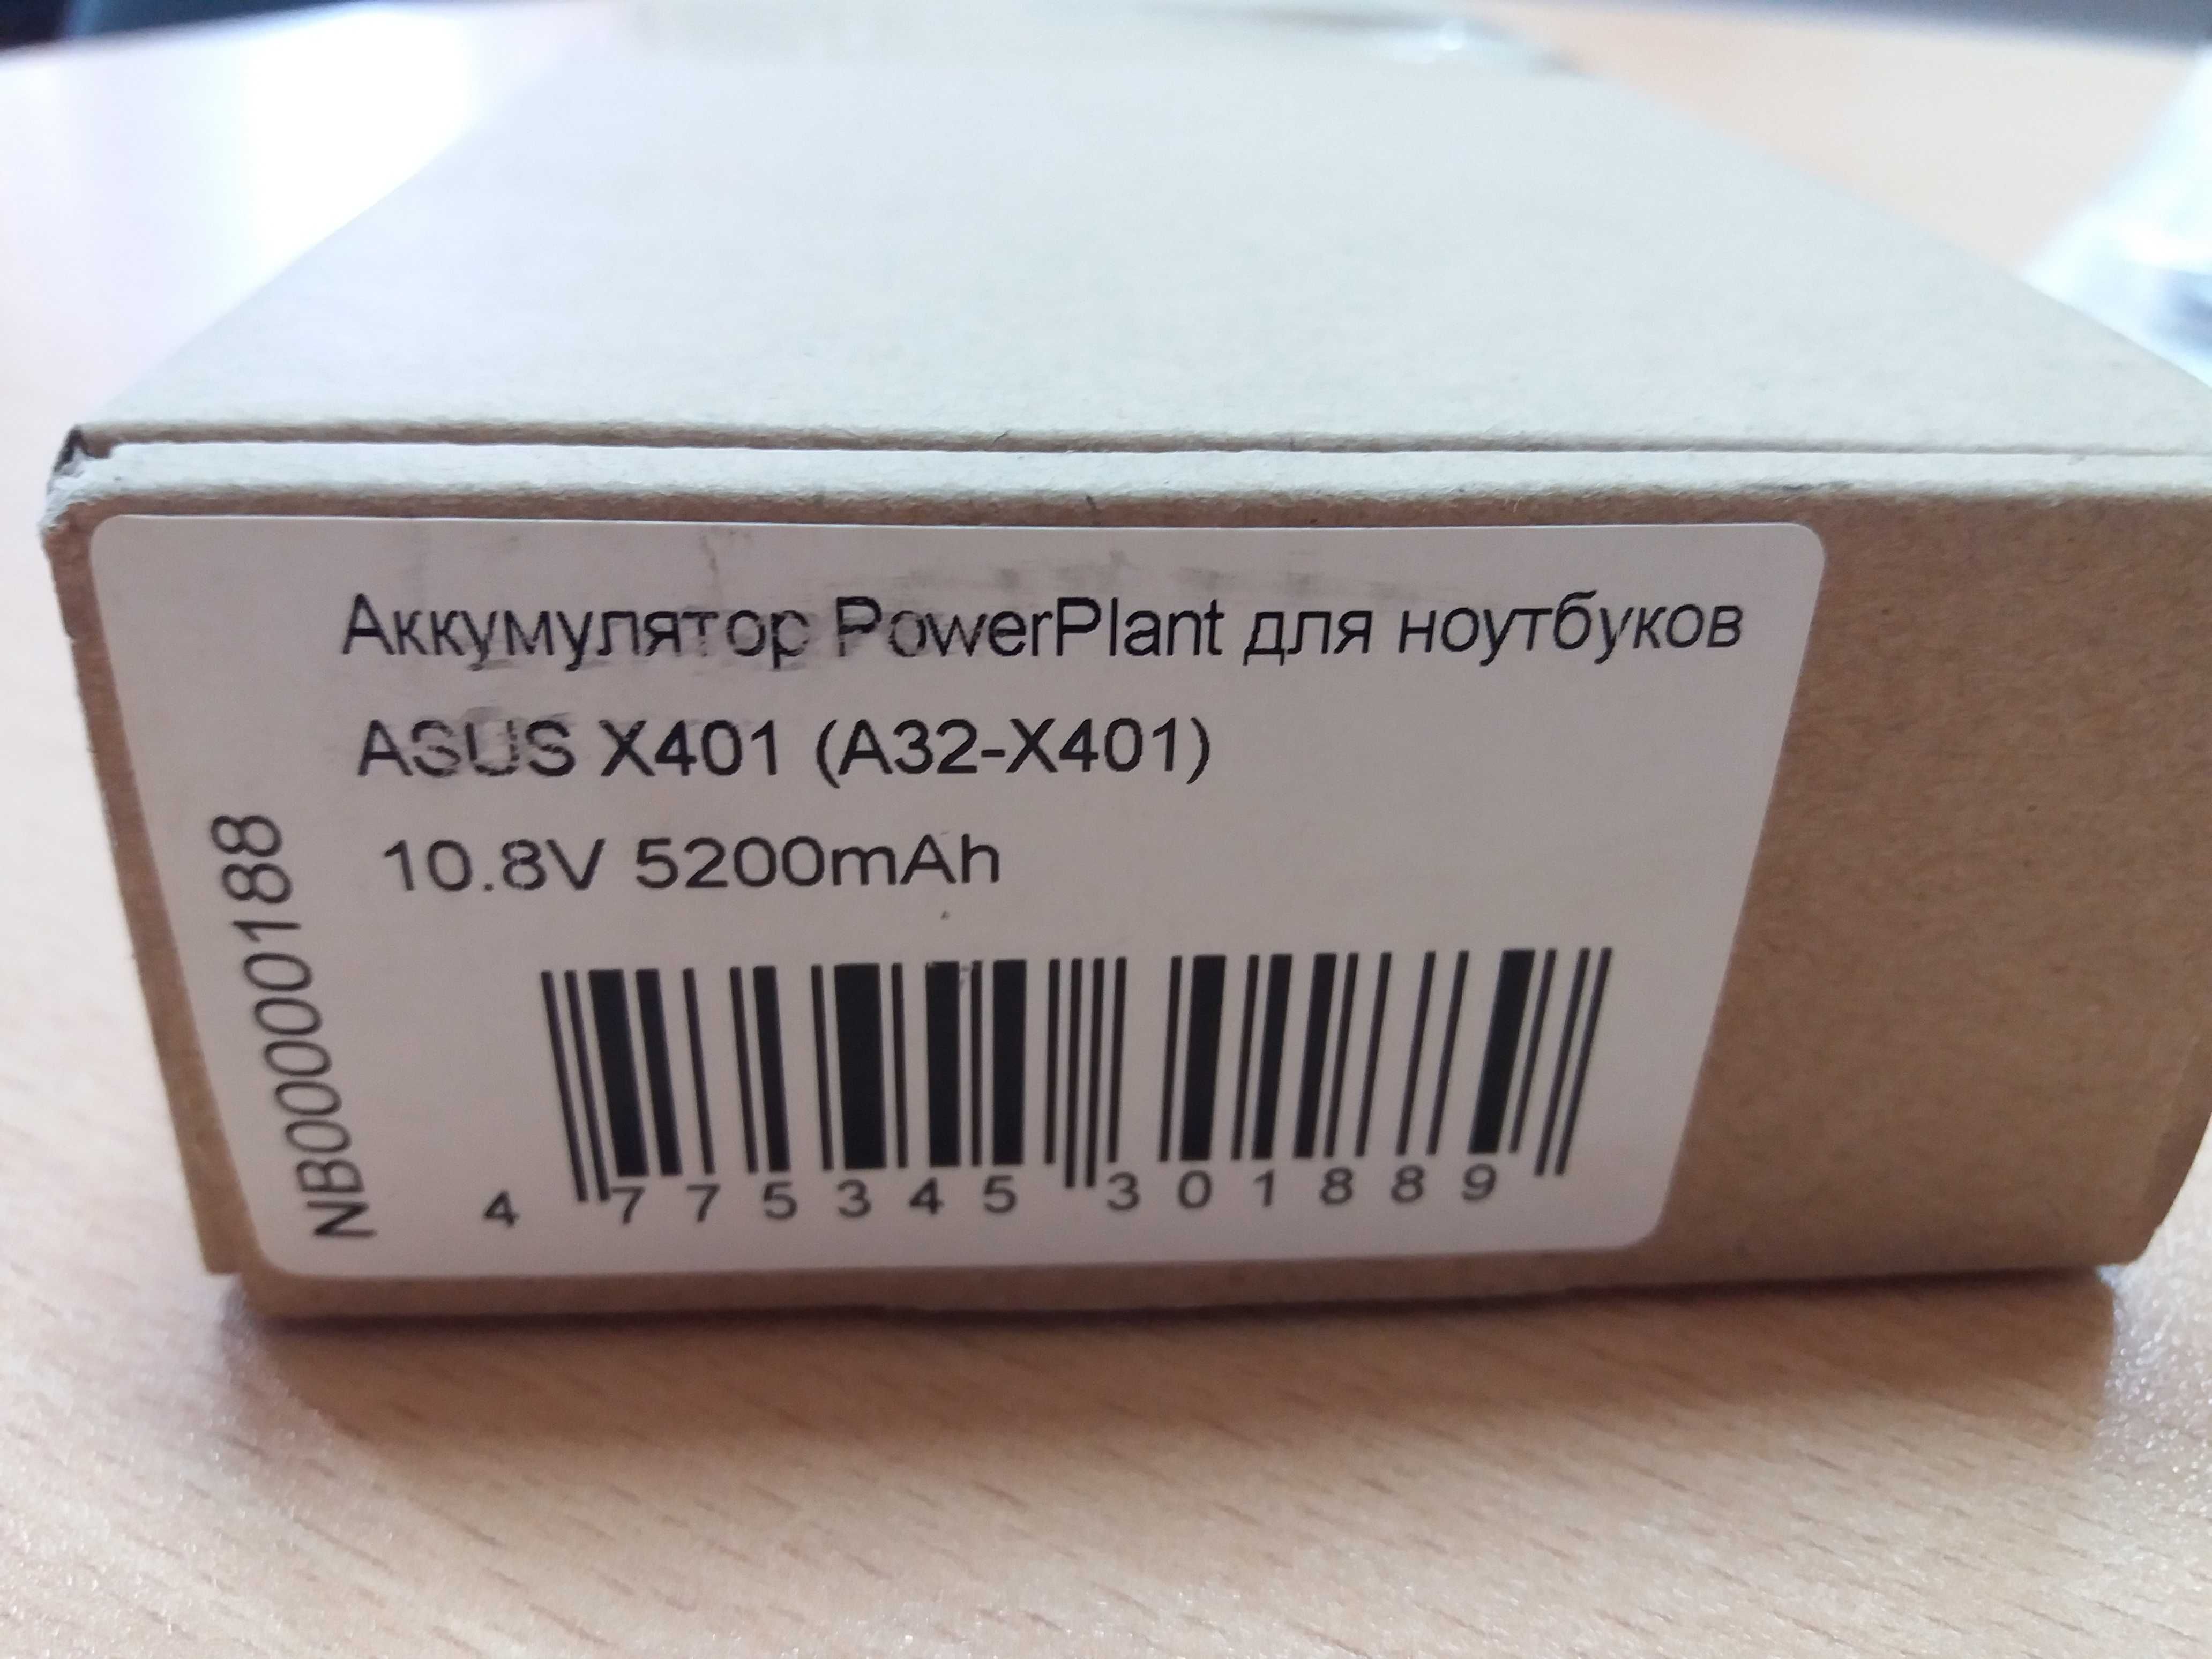 Аккумулятор PowerPlant для ноутбуков
ASUS X401 (A32-X401)
10.8V 5200mAh
NB00000188
4 775345 301889